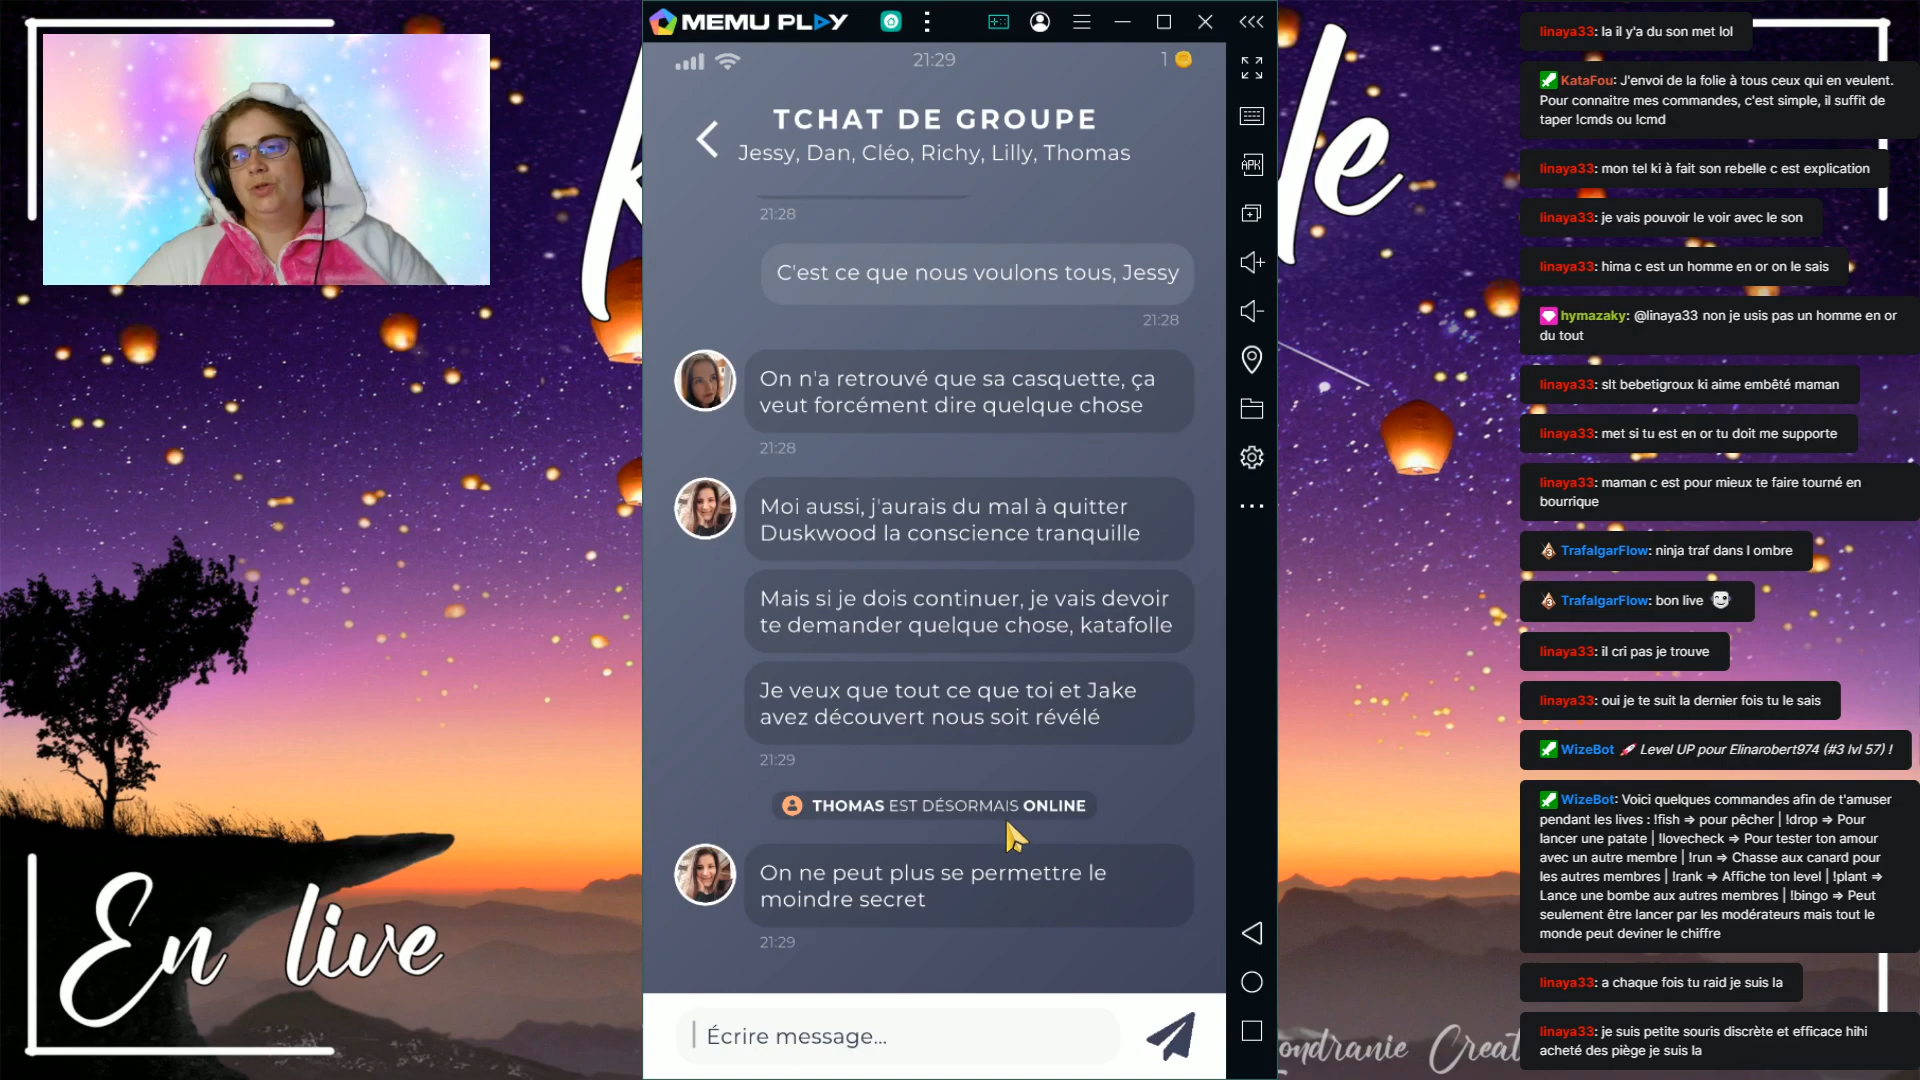 MEMU PLAY
21:29
1
TCHAT DE GROUPE
Jessy, Dan, Cléo, Richy, Lilly, Thomas
21:28
C'est ce que nous voulons tous, Jessy
21:28
On n'a retrouvé que sa casquette, ça
veut forcément dire quelque chose
21:28
Moi aussi, j'aurais du mal à quitter
Duskwood la conscience tranquille
Mais si je dois continuer, je vais devoir
te demander quelque chose, katafolle
Je veux que tout ce que toi et Jake
avez découvert nous soit révélé
21:29
THOMAS EST DÉSORMAIS ONLINE
On ne peut plus se permettre le
moindre secret
21:29
Écrire message...
APK
En live
linaya33: la il y'a du son met lol
KataFou: J'envoi de la folie à tous ceux qui en veulent.
Pour connaitre mes commandes, c'est simple, il suffit de
taper !cmds ou !cmd
linaya33: mon tel ki à fait son rebelle c est explication
linaya33: je vais pouvoir le voir avec le son
linaya33: hima c est un homme en or on le sais
hymazaky: @linaya33 non je usis pas un homme en or
du tout
linaya33: slt bebetigroux ki aime embêté maman
linaya33: met si tu est en or tu doit me supporte
linaya33: maman c est pour mieux te faire tourné en
bourrique
TrafalgarFlow: ninja traf dans l ombre
TrafalgarFlow: bon live
linaya33: il cri pas je trouve
linaya33: oui je te suit la dernier fois tu le sais
WizeBot Level UP pour Elinarobert974 (#3 lvl 57) !
WizeBot: Voici quelques commandes afin de t'amuser
pendant les lives : !fish => pour pêcher | !drop => Pour
lancer une patate | !lovecheck => Pour tester ton amour
avec un autre membre | !run => Chasse aux canard pour
les autres membres | !rank => Affiche ton level | !plant =>
Lance une bombe aux autres membres | !bingo => Peut
seulement être lancer par les modérateurs mais tout le
monde peut deviner le chiffre
linaya33: a chaque fois tu raid je suis la
linaya33: je suis petite souris discrète et efficace hihi
acheté des piège je suis la